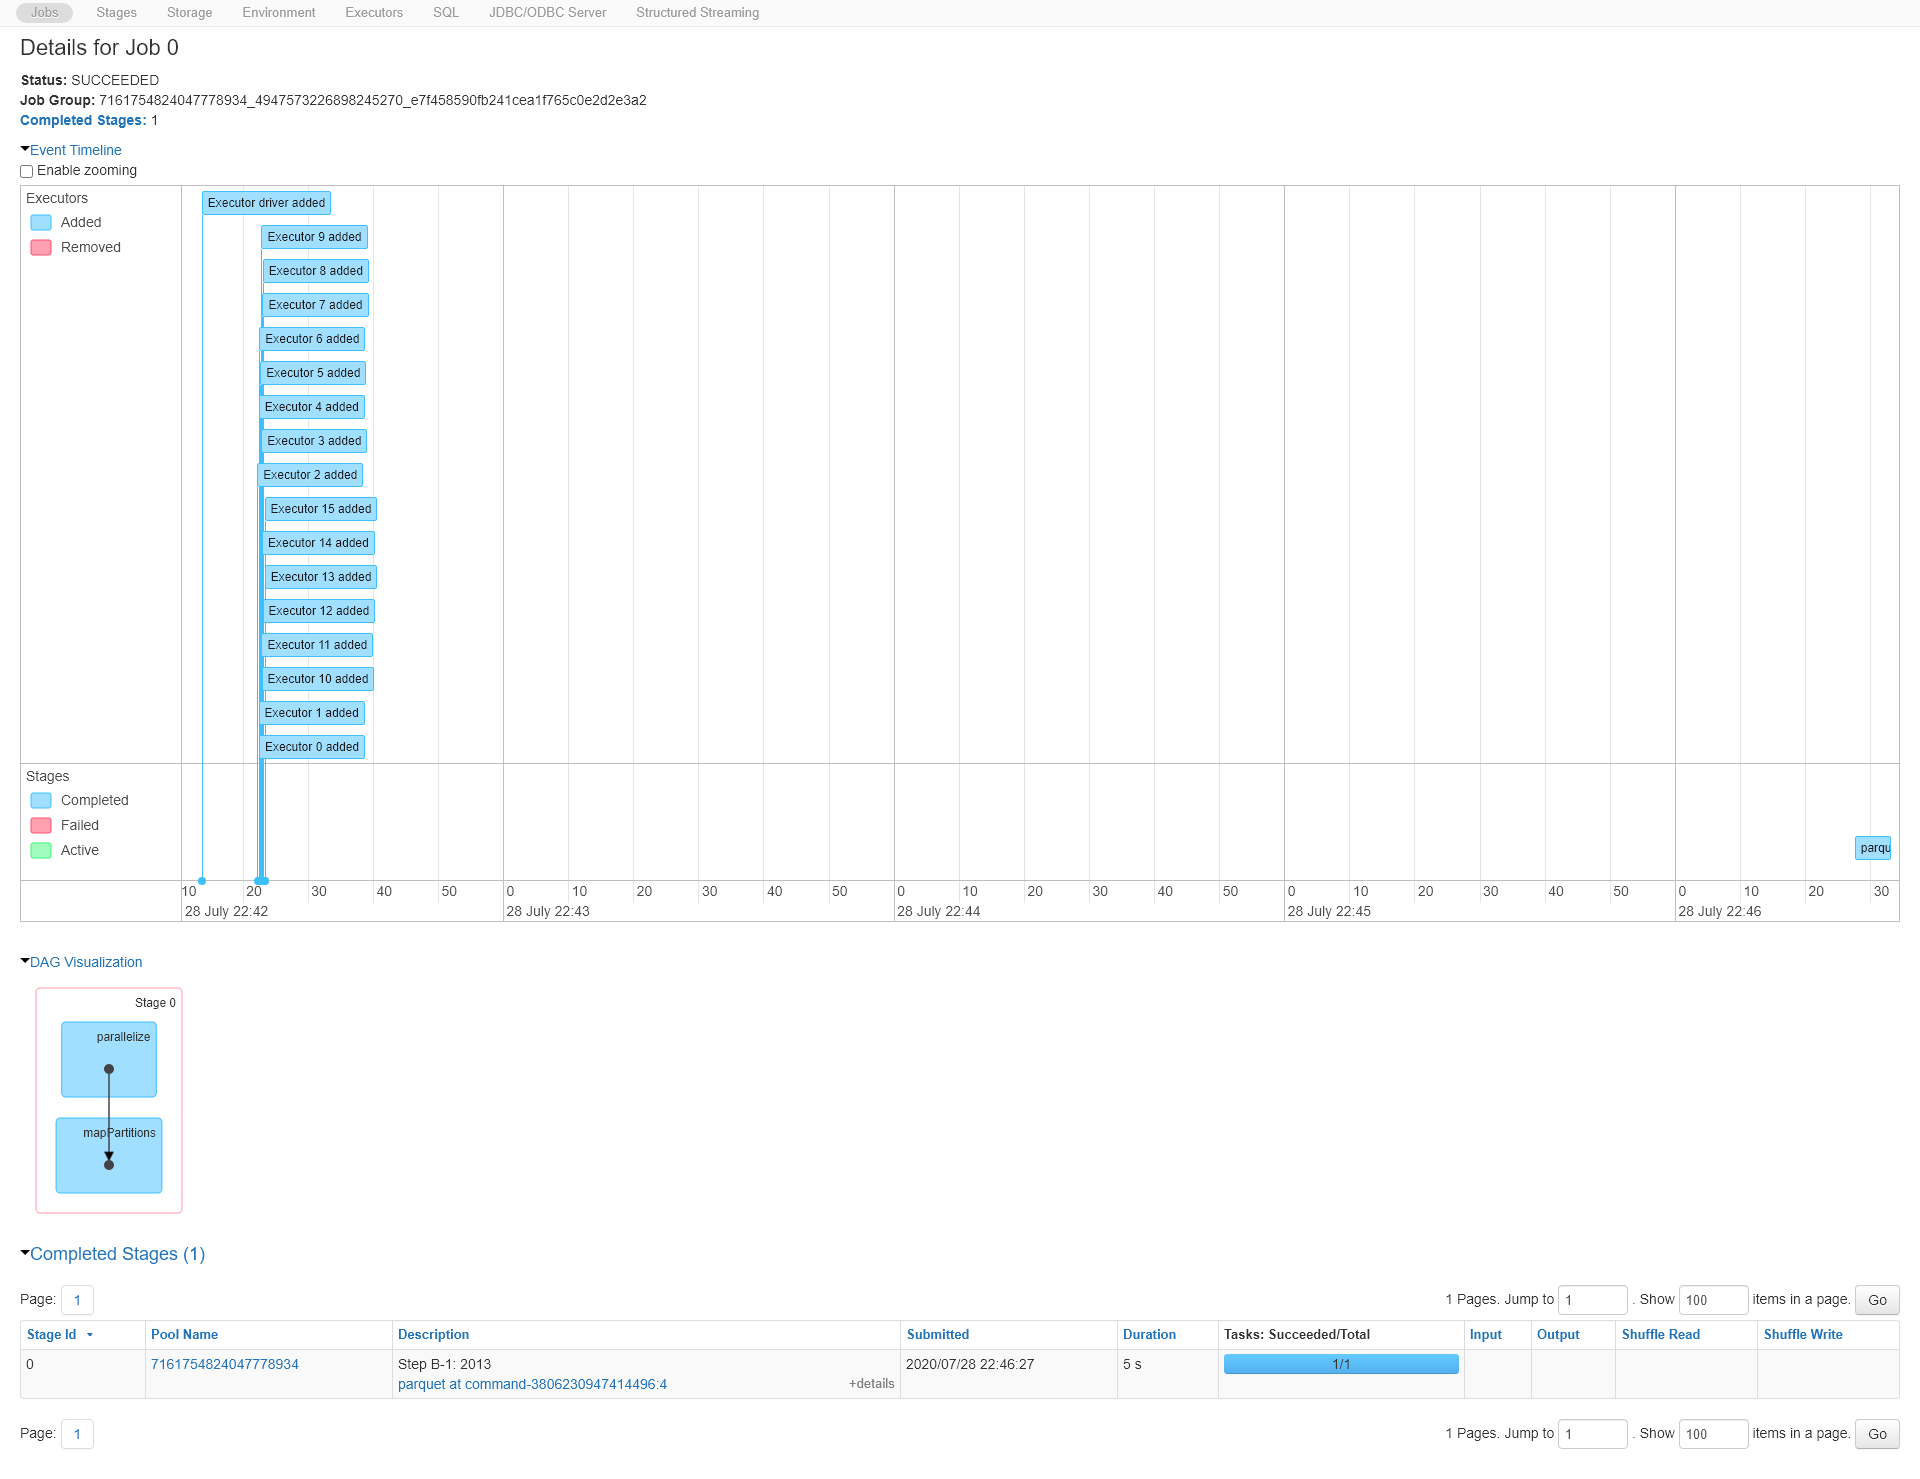 Jobs Stages Storage Environment Executors SQL JDBC/ODBC Server Structured Streaming
Details for Job 0
Status: SUCCEEDED
Job Group: 7161754824047778934_4947573226898245270_e7f458590fb241cea1f765c0e2d2e3a2
Completed Stages: 1
Event Timeline
Enable zooming
Executors
Added
Removed
Executor driver added
Executor 9 added
Executor 8 added
Executor 7 added
Executor 6 added
Executor 5 added
Executor 4 added
Executor 3 added
Executor 2 added
Executor 15 added
Executor 14 added
Executor 13 added
Executor 12 added
Executor 11 added
Executor 10 added
Executor 1 added
Executor 0 added
Stages
Completed
Failed
Active
parqu
10 20 30 40 50 0 10 20 30 40 50 0 10 20 30 40 50 0 10 20 30 40 50 0 10 20 30
28 July 22:42 28 July 22:43 28 July 22:44 28 July 22:45 28 July 22:46
DAG Visualization
Stage 0
parallelize
mapPartitions
Completed Stages (1)
Page: 1 1 Pages. Jump to 1 . Show 100 items in a page. Go
Stage Id Pool Name Description Submitted Duration Tasks: Succeeded/Total Input Output Shuffle Read Shuffle Write
0 7161754824047778934 Step B-1: 2013 2020/07/28 22:46:27 5 s 1/1
parquet at command-3806230947414496:4 +details
Page: 1 1 Pages. Jump to 1 . Show 100 items in a page. Go